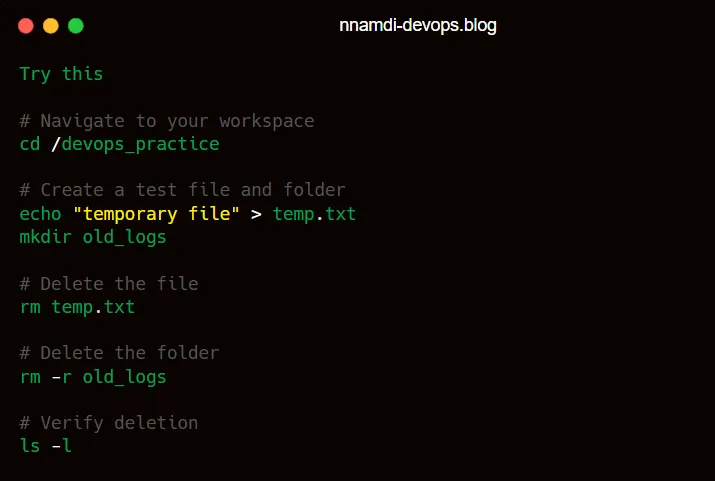 nnamdi-devops.blog
Try this
# Navigate to your workspace
cd /devops_practice
# Create a test file and folder
echo "temporary file" > temp.txt
mkdir old_logs
# Delete the file
rm temp.txt
# Delete the folder
rm -r old_logs
# Verify deletion
ls -l